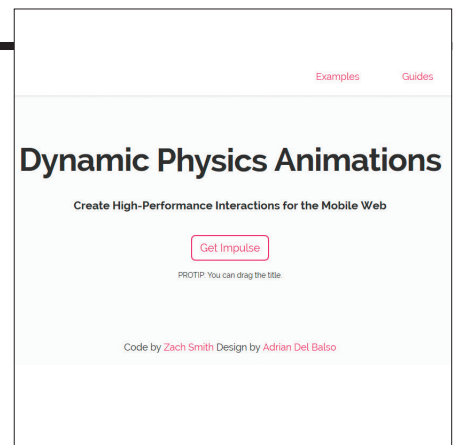 Examples Guides
Dynamic Physics Animations
Create High-Performance Interactions for the Mobile Web
Get Impulse
PROTIP: You can drag the title.
Code by Zach Smith Design by Adrian Del Balso